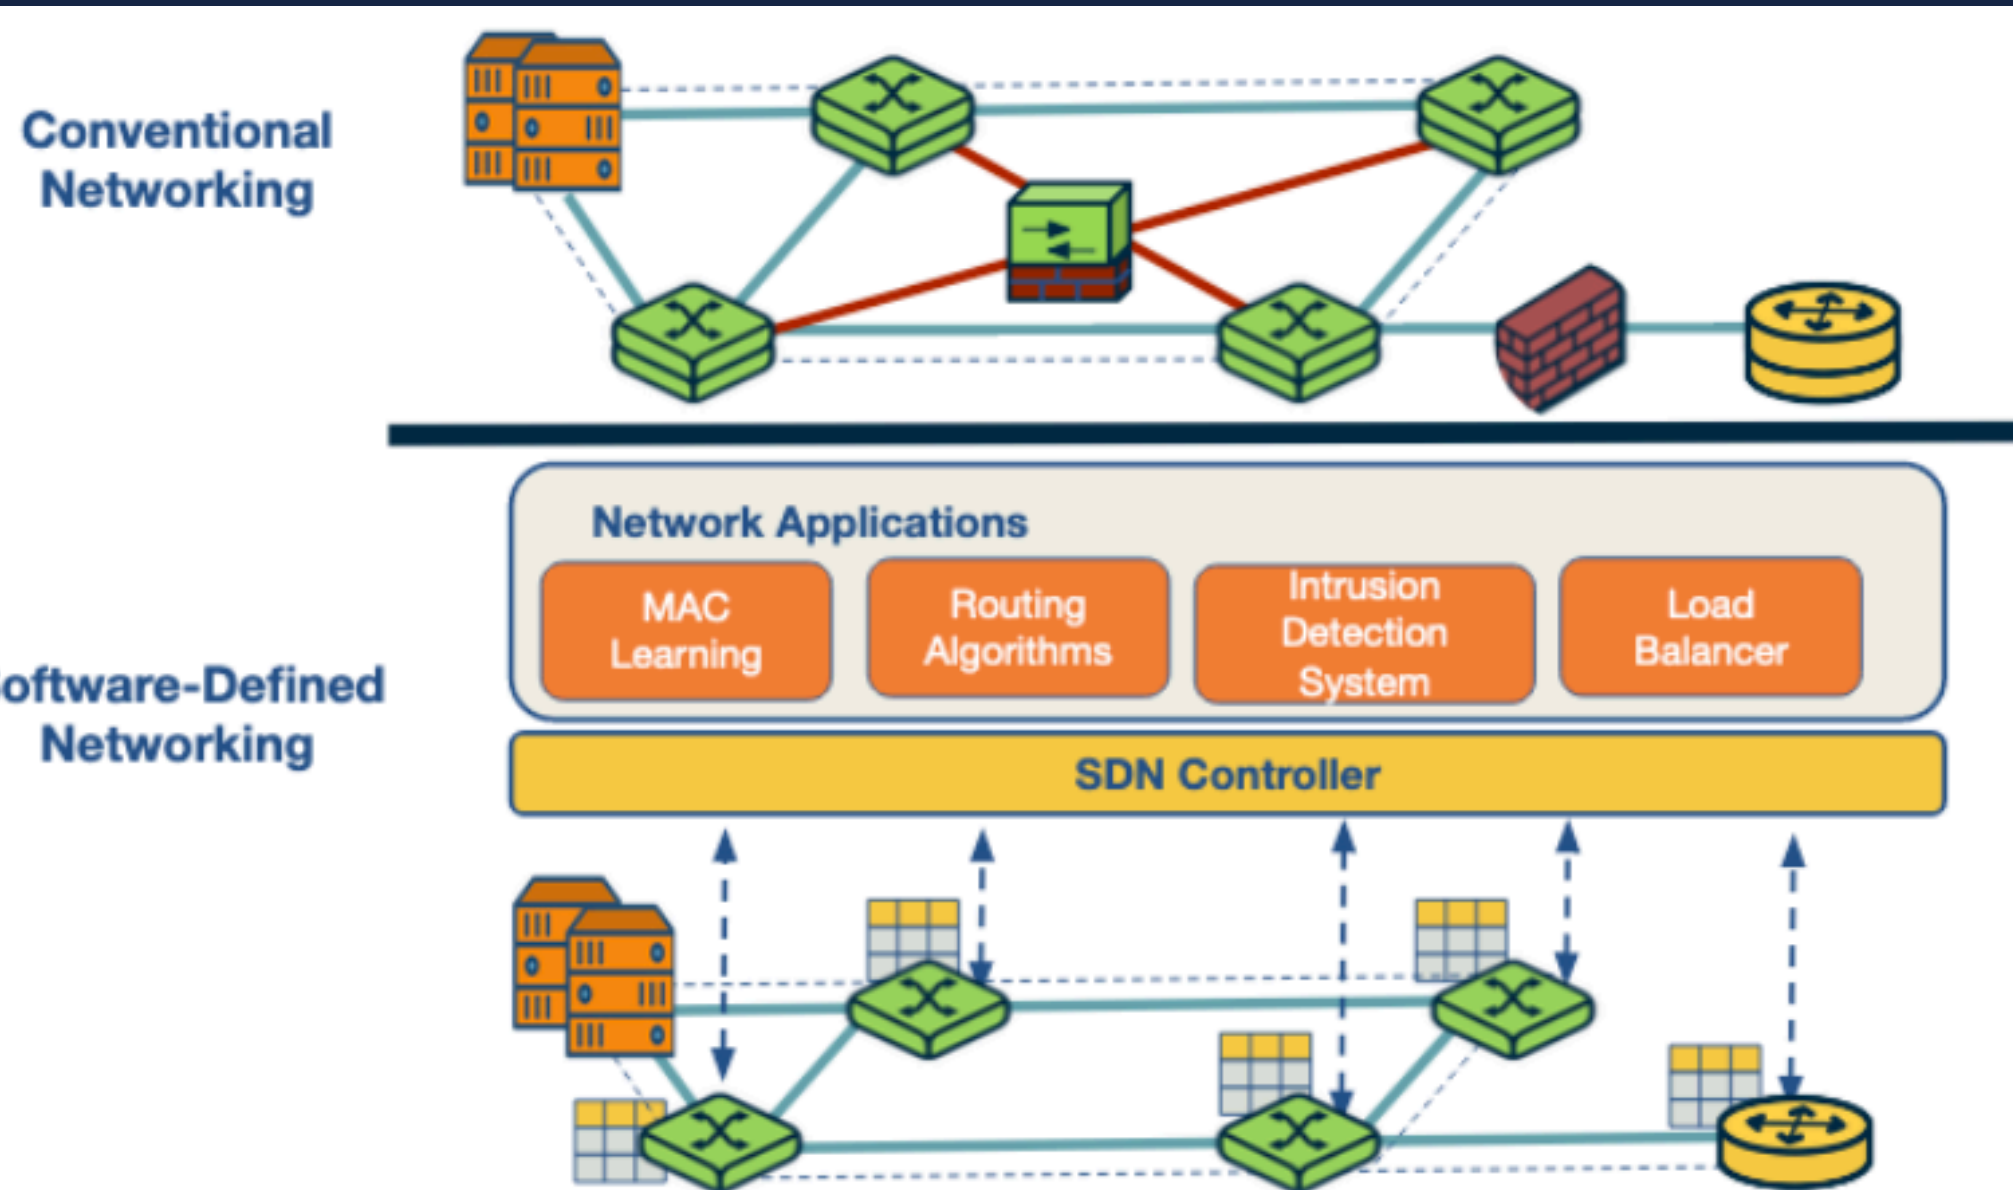 Conventional
Networking
Network Applications
MAC
Learning
Routing
Algorithms
Intrusion
Detection
System
Load
Balancer
oftware-Defined
Networking
SDN Controller